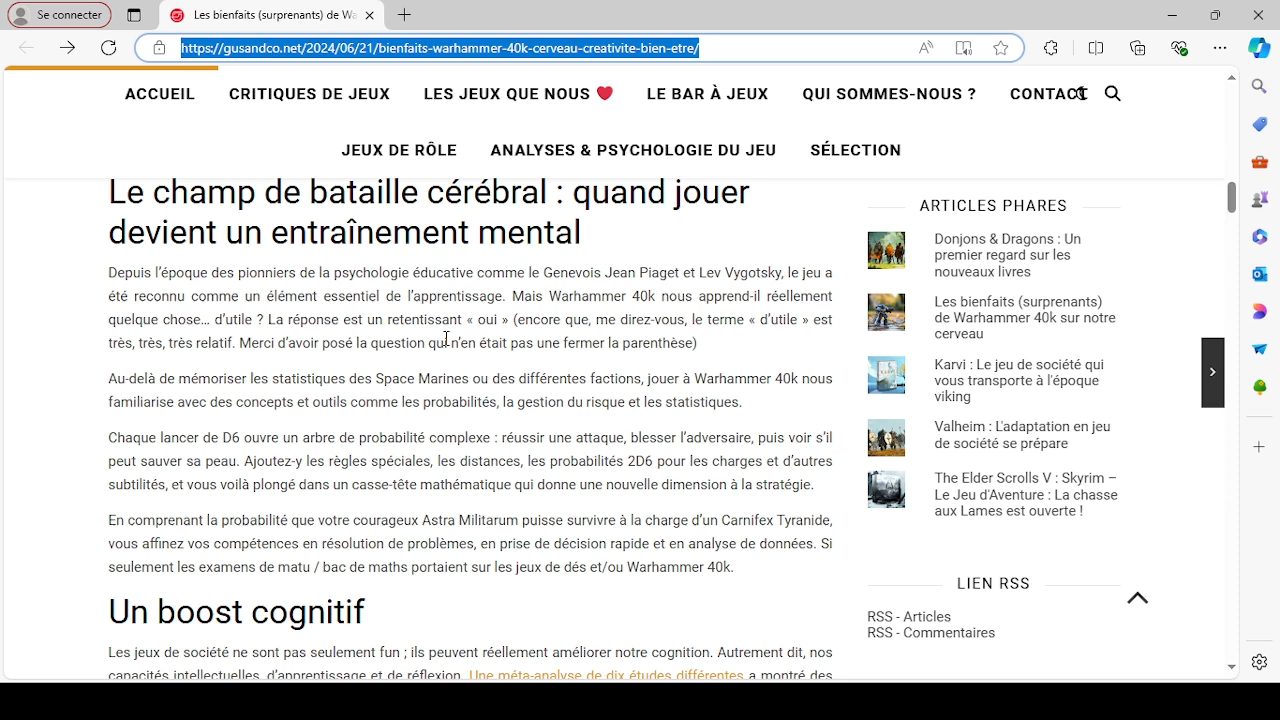 Se connecter
Les bienfaits (surprenants) de Wa
https://gusandco.net/2024/06/21/bienfaits-warhammer-40k-cerveau-creativite-bien-etre/
ACCUEIL CRITIQUES DE JEUX LES JEUX QUE NOUS ❤ LE BAR À JEUX QUI SOMMES-NOUS ? CONTACT
JEUX DE RÔLE ANALYSES & PSYCHOLOGIE DU JEU SÉLECTION
Le champ de bataille cérébral : quand jouer
devient un entraînement mental
Depuis l'époque des pionniers de la psychologie éducative comme le Genevois Jean Piaget et Lev Vygotsky, le jeu a
été reconnu comme un élément essentiel de l'apprentissage. Mais Warhammer 40k nous apprend-il réellement
quelque chose… d'utile ? La réponse est un retentissant « oui » (encore que, me direz-vous, le terme « d'utile » est
très, très, très relatif. Merci d'avoir posé la question qui n'en était pas une fermer la parenthèse)
Au-delà de mémoriser les statistiques des Space Marines ou des différentes factions, jouer à Warhammer 40k nous
familiarise avec des concepts et outils comme les probabilités, la gestion du risque et les statistiques.
Chaque lancer de D6 ouvre un arbre de probabilité complexe : réussir une attaque, blesser l'adversaire, puis voir s'il
peut sauver sa peau. Ajoutez-y les règles spéciales, les distances, les probabilités 2D6 pour les charges et d'autres
subtilités, et vous voilà plongé dans un casse-tête mathématique qui donne une nouvelle dimension à la stratégie.
En comprenant la probabilité que votre courageux Astra Militarum puisse survivre à la charge d'un Carnifex Tyranide,
vous affinez vos compétences en résolution de problèmes, en prise de décision rapide et en analyse de données. Si
seulement les examens de matu / bac de maths portaient sur les jeux de dés et/ou Warhammer 40k.
Un boost cognitif
Les jeux de société ne sont pas seulement fun ; ils peuvent réellement améliorer notre cognition. Autrement dit, nos
capacités intellectuelles, d'apprentissage et de réflexion. Une méta-analyse de dix études différentes a montré des
ARTICLES PHARES
Donjons & Dragons : Un
premier regard sur les
nouveaux livres
Les bienfaits (surprenants)
de Warhammer 40k sur notre
cerveau
Karvi : Le jeu de société qui
vous transporte à l'époque
viking
Valheim : L'adaptation en jeu
de société se prépare
The Elder Scrolls V : Skyrim –
Le Jeu d'Aventure : La chasse
aux Lames est ouverte !
LIEN RSS
RSS - Articles
RSS - Commentaires